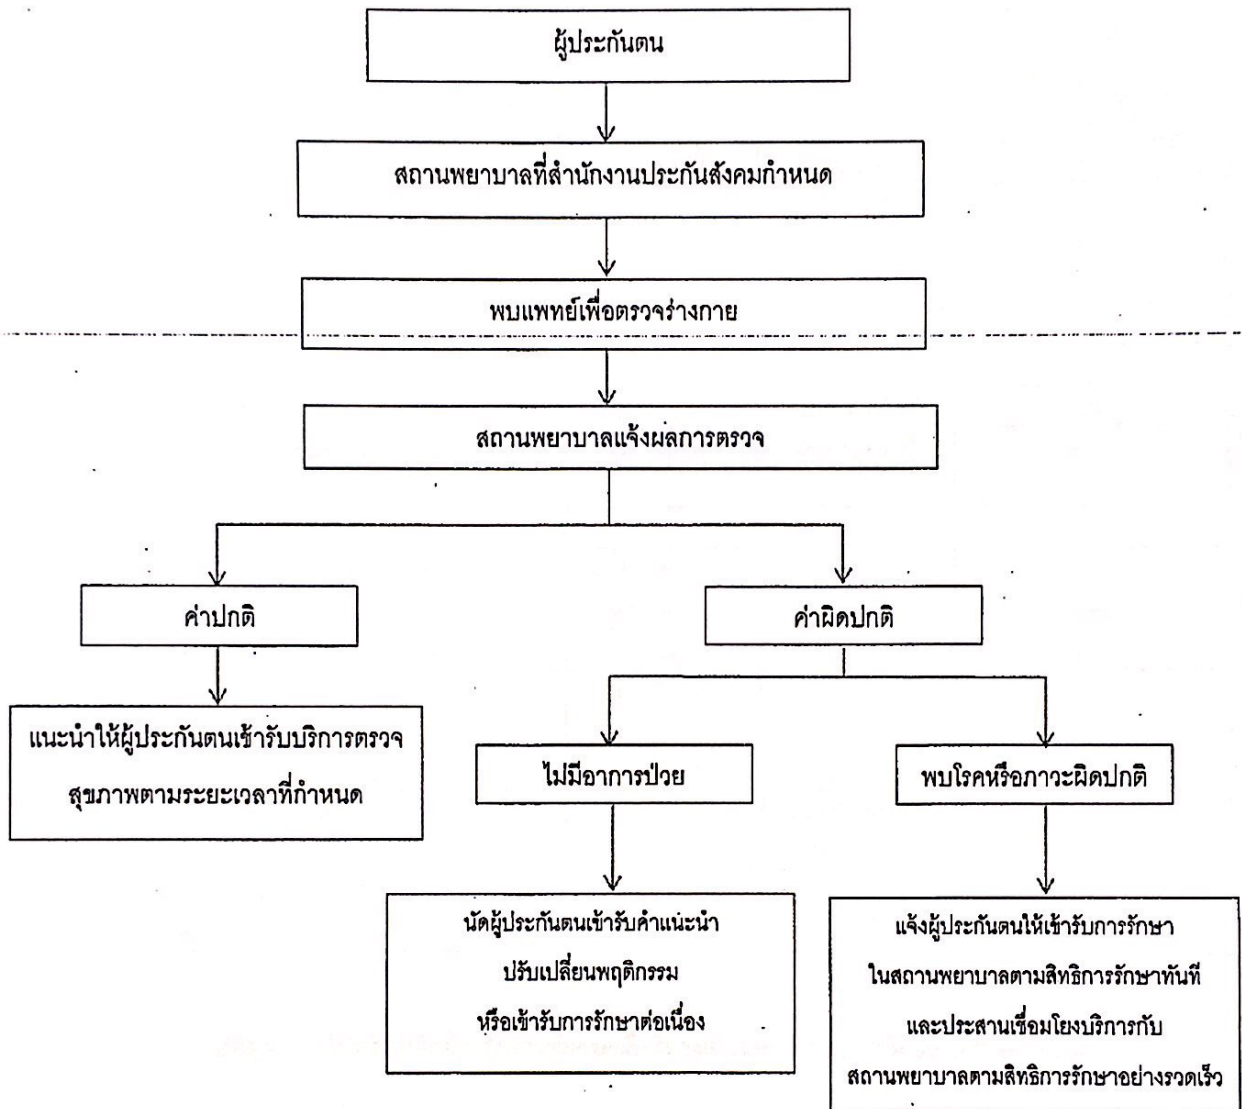 ผู้ประกันตน
สถานพยาบาลที่สำนักงานประกันสังคมกำหนด
พบแพทย์เพื่อตรวจร่างกาย
สถานพยาบาลแจ้งผลการตรวจ
ค่าปกติ
ค่าผิดปกติ
แนะนำให้ผู้ประกันตนเข้ารับบริการตรวจ
สุขภาพตามระยะเวลาที่กำหนด
ไม่มีอาการป่วย
พบโรคหรือภาวะผิดปกติ
นัดผู้ประกันตนเข้ารับคำแนะนำ
ปรับเปลี่ยนพฤติกรรม
หรือเข้ารับการรักษาต่อเนื่อง
แจ้งผู้ประกันตนให้เข้ารับการรักษา
ในสถานพยาบาลตามสิทธิการรักษาทันที
และประสานเชื่อมโยงบริการกับ
สถานพยาบาลตามสิทธิการรักษาอย่างรวดเร็ว